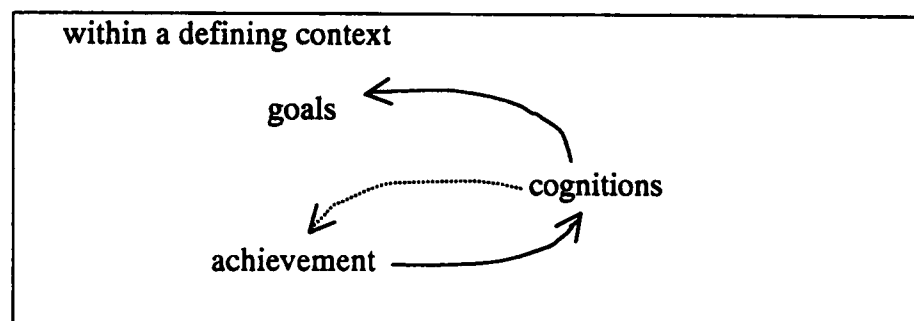 within a defining context
goals
cognitions
achievement